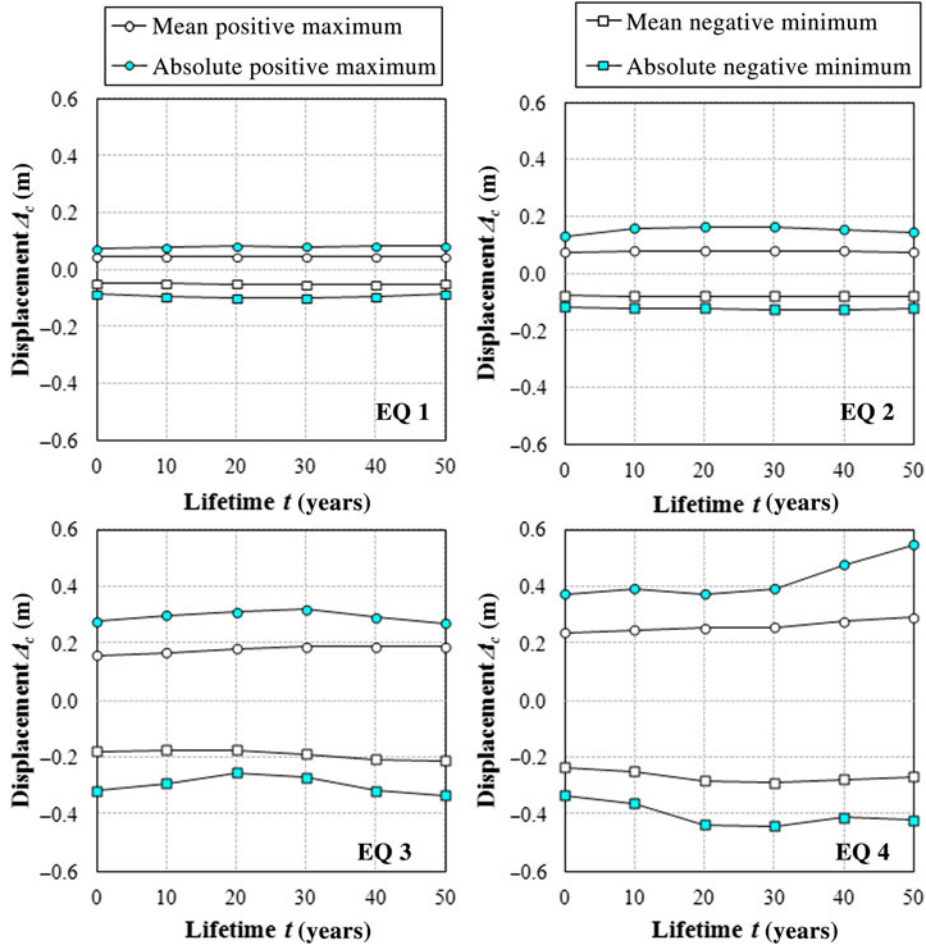 Mean positive maximum
Absolute positive maximum
Mean negative minimum
Absolute negative minimum
0.6
0.4
0.2
0.0
–0.2
–0.4
–0.6
Displacement Δc (m)
EQ 1
0 10 20 30 40 50
Lifetime t (years)
0.6
0.4
0.2
0.0
–0.2
–0.4
–0.6
Displacement Δc (m)
EQ 2
0 10 20 30 40 50
Lifetime t (years)
0.6
0.4
0.2
0.0
–0.2
–0.4
–0.6
Displacement Δc (m)
EQ 3
0 10 20 30 40 50
Lifetime t (years)
0.6
0.4
0.2
0.0
–0.2
–0.4
–0.6
Displacement Δc (m)
EQ 4
0 10 20 30 40 50
Lifetime t (years)